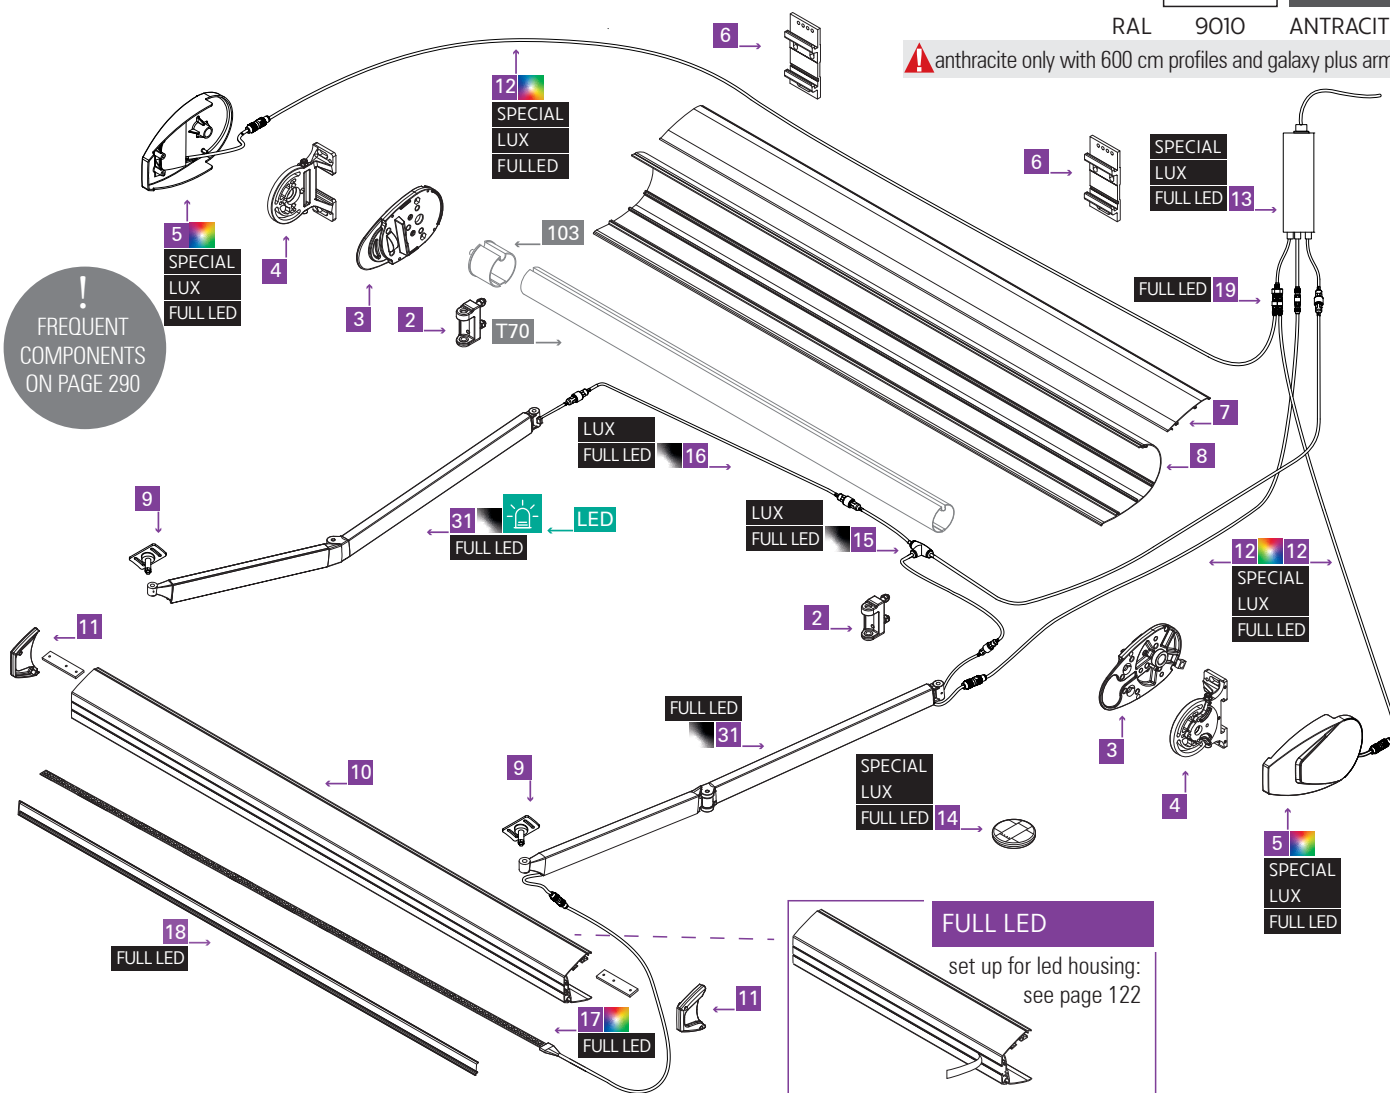 RAL 9010 ANTRACIT
anthracite only with 600 cm profiles and galaxy plus arm
6
12
SPECIAL
LUX
FULLED
6
SPECIAL
LUX
FULL LED 13
5
SPECIAL
LUX
FULL LED
4
3
103
2
T70
FULL LED 19
!
FREQUENT
COMPONENTS
ON PAGE 290
7
8
LUX
FULL LED 16
9
31 LED
FULL LED
LUX
FULL LED 15
12 12
SPECIAL
LUX
FULL LED
2
11
FULL LED
31
3
4
10
9
SPECIAL
LUX
FULL LED 14
5
SPECIAL
LUX
FULL LED
18
FULL LED
FULL LED
set up for led housing:
see page 122
11
17
FULL LED